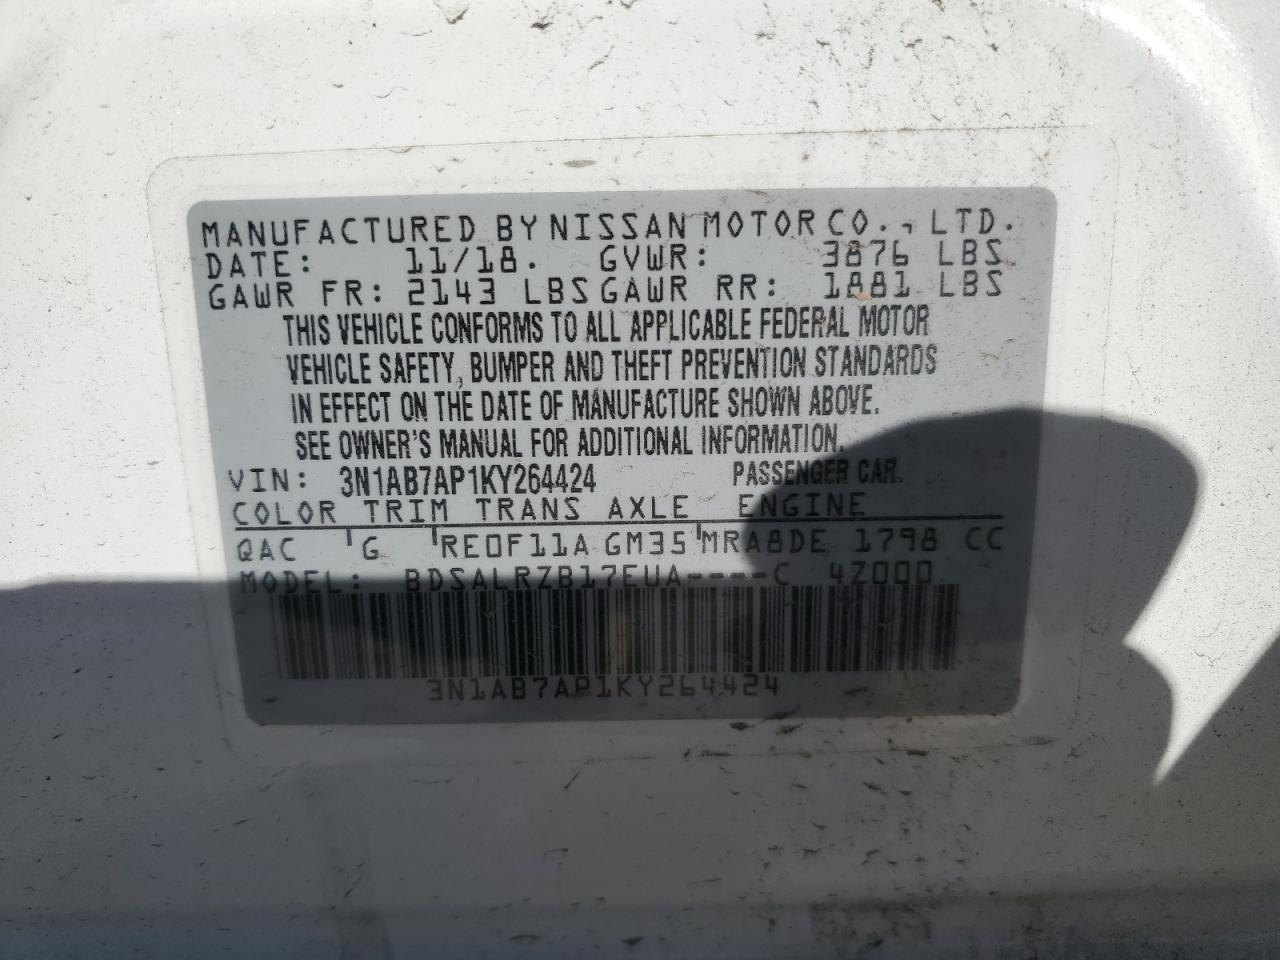 MANUFACTURED BY NISSAN MOTOR CO., LTD.
DATE: 11/18. GVWR: 3876 LBS
GAWR FR: 2143 LBS GAWR RR: 1881 LBS
THIS VEHICLE CONFORMS TO ALL APPLICABLE FEDERAL MOTOR
VEHICLE SAFETY, BUMPER AND THEFT PREVENTION STANDARDS
IN EFFECT ON THE DATE OF MANUFACTURE SHOWN ABOVE.
SEE OWNER'S MANUAL FOR ADDITIONAL INFORMATION.
VIN: 3N1AB7AP1KY264424 PASSENGER CAR.
COLOR TRIM TRANS AXLE ENGINE
QAC G RE0F11A GM35 MRA8DE 1798 CC
MODEL: BDSALRZB17EUA----C 4Z000
3N1AB7AP1KY264424